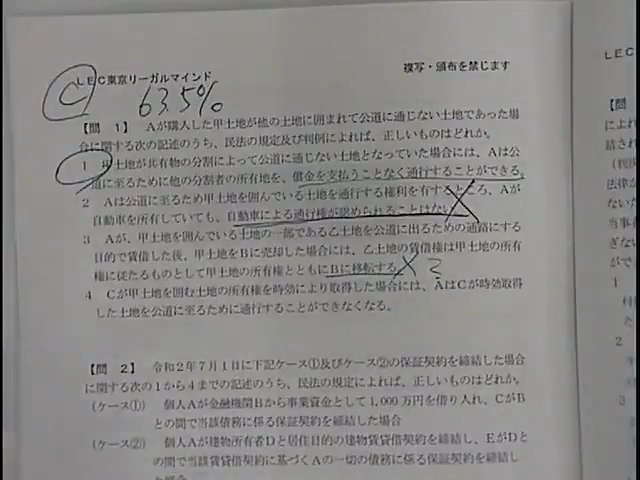 LEC東京リーガルマインド
複写・頒布を禁じます
C
63.5%
【問 1】 Aが購入した甲土地が他の土地に囲まれて公道に通じない土地であった場
合に関する次の記述のうち、民法の規定及び判例によれば、正しいものはどれか。
1 甲土地が共有物の分割によって公道に通じない土地となっていた場合には、Aは公
道に至るために他の分割者の所有地を、償金を支払うことなく通行することができる。
2 Aは公道に至るため甲土地を囲んでいる土地を通行する権利を有するところ、Aが
自動車を所有していても、自動車による通行権が認められることはない。
3 Aが、甲土地を囲んでいる土地の一部である乙土地を公道に出るための通路にする
目的で賃借した後、甲土地をBに売却した場合には、乙土地の賃借権は甲土地の所有
権に従たるものとして甲土地の所有権とともにBに移転する。
2
4 Cが甲土地を囲む土地の所有権を時効により取得した場合には、AはCが時効取得
した土地を公道に至るために通行することができなくなる。
【問 2】 令和2年7月1日に下記ケース①及びケース②の保証契約を締結した場合
に関する次の1から4までの記述のうち、民法の規定によれば、正しいものはどれか。
(ケース①) 個人Aが金融機関Bから事業資金として1,000万円を借り入れ、CがB
との間で当該債務に係る保証契約を締結した場合
(ケース②) 個人Aが建物所有者Dと居住目的の建物賃貸借契約を締結し、EがDと
の間で当該賃貸借契約に基づくAの一切の債務に係る保証契約を締結し
LEC